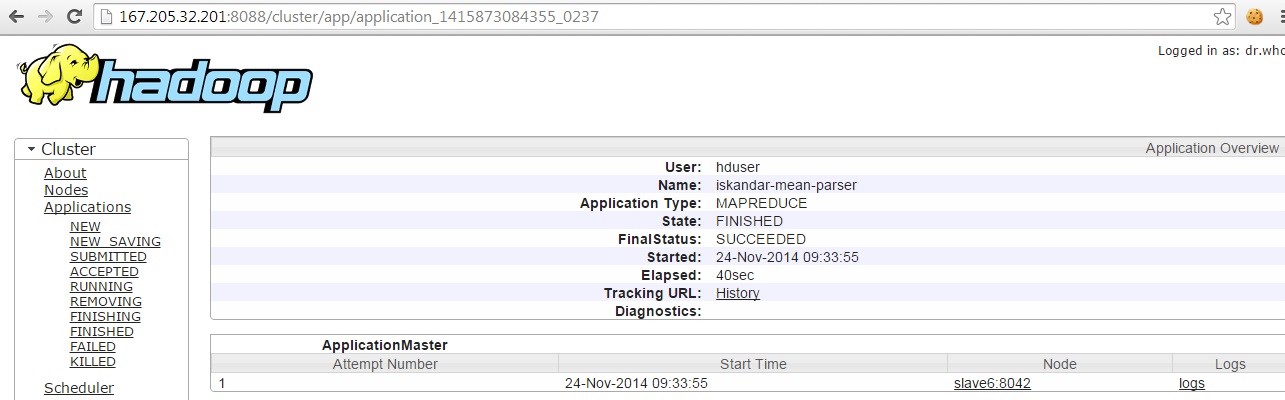 167.205.32.201:8088/cluster/app/application_1415873084355_0237
Logged in as: dr.who
hadoop
Cluster
About
Nodes
Applications
NEW
NEW_SAVING
SUBMITTED
ACCEPTED
RUNNING
REMOVING
FINISHING
FINISHED
FAILED
KILLED
Scheduler
Application Overview
User: hduser
Name: iskandar-mean-parser
Application Type: MAPREDUCE
State: FINISHED
FinalStatus: SUCCEEDED
Started: 24-Nov-2014 09:33:55
Elapsed: 40sec
Tracking URL: History
Diagnostics:
ApplicationMaster
Attempt Number Start Time Node Logs
1 24-Nov-2014 09:33:55 slave6:8042 logs